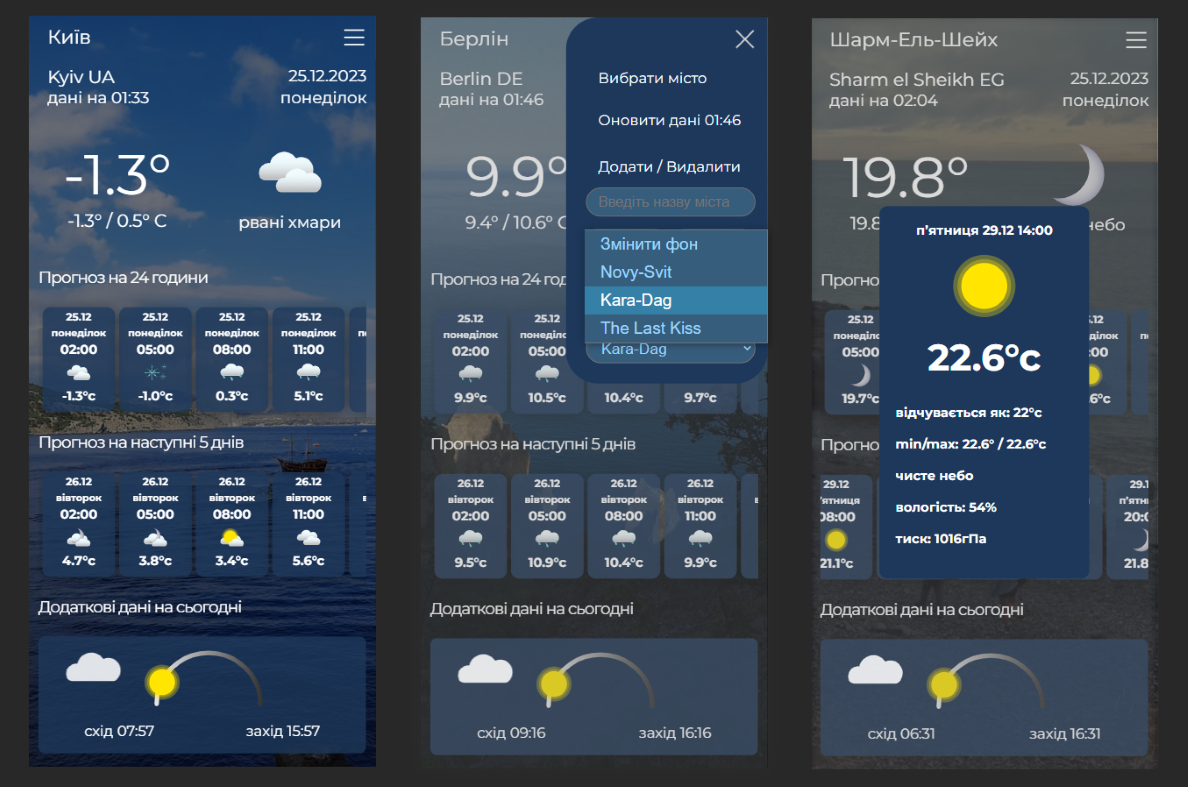 Київ
Kyiv UA
дані на 01:33
25.12.2023
понеділок
-1.3°
-1.3° / 0.5° C
рвані хмари
Прогноз на 24 години
25.12 25.12 25.12 25.12
понеділок понеділок понеділок понеділок п
02:00 05:00 08:00 11:00
-1.3°c -1.0°c 0.3°c 5.1°c
Прогноз на наступні 5 днів
26.12 26.12 26.12 26.12
вівторок вівторок вівторок вівторок в
02:00 05:00 08:00 11:00
4.7°c 3.8°c 3.4°c 5.6°c
Додаткові дані на сьогодні
схід 07:57 захід 15:57
Берлін
Berlin DE
дані на 01:46
9.9°
9.4° / 10.6° C
Вибрати місто
Оновити дані 01:46
Додати / Видалити
Введіть назву міста
Змінити фон
Novy-Svit
Kara-Dag
The Last Kiss
Kara-Dag
Прогноз на 24 год
25.12 25.12
понеділок понеділок
02:00 05:00
9.9°c 10.5°c 10.4°c 9.7°c
Прогноз на наступні 5 днів
26.12 26.12 26.12 26.12
вівторок вівторок вівторок вівторок в
02:00 05:00 08:00 11:00
9.5°c 10.9°c 10.4°c 9.9°c
Додаткові дані на сьогодні
схід 09:16 захід 16:16
Шарм-Ель-Шейх
Sharm el Sheikh EG
дані на 02:04
25.12.2023
понеділок
19.8°
19.8
небо
п'ятниця 29.12 14:00
22.6°c
відчувається як: 22°c
min/max: 22.6° / 22.6°c
чисте небо
вологість: 54%
тиск: 1016гПа
Прогно
25.12
понеділ
05:00
19.7°c
Прогно
29.12
'ятниця
08:00
21.1°c
29.1
п'ятн
20:0
21.8
Додаткові дані на сьогодні
схід 06:31 захід 16:31